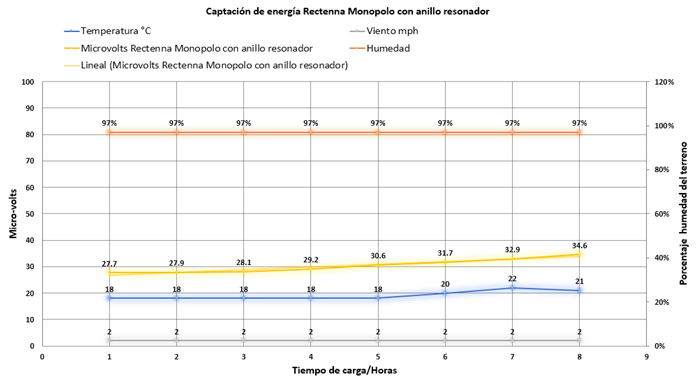 Captación de energía Rectenna Monopolo con anillo resonador
Temperatura °C
Viento mph
Microvolts Rectenna Monopolo con anillo resonador
Humedad
Lineal (Microvolts Rectenna Monopolo con anillo resonador)
100 120%
90
80 100%
70 80%
60
50 60%
40
30 40%
20 20%
10
0 0%
97% 97% 97% 97% 97% 97% 97% 97%
27.7 27.9 28.1 29.2 30.6 31.7 32.9 34.6
18 18 18 18 18 20 22 21
2 2 2 2 2 2 2 2
0 1 2 3 4 5 6 7 8 9
Micro-volts
Porcentaje humedad del terreno
Tiempo de carga/Horas